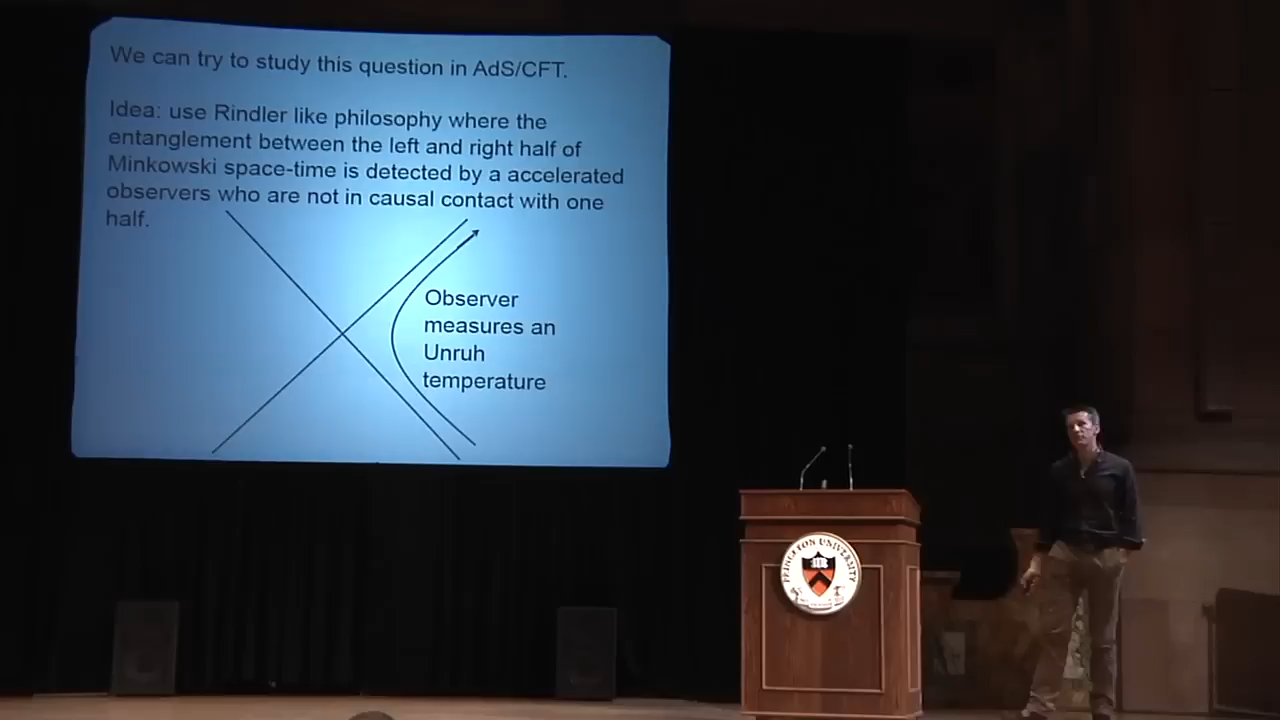 We can try to study this question in AdS/CFT.
Idea: use Rindler like philosophy where the
entanglement between the left and right half of
Minkowski space-time is detected by a accelerated
observers who are not in causal contact with one
half.
Observer
measures an
Unruh
temperature
PRINCETON UNIVERSITY